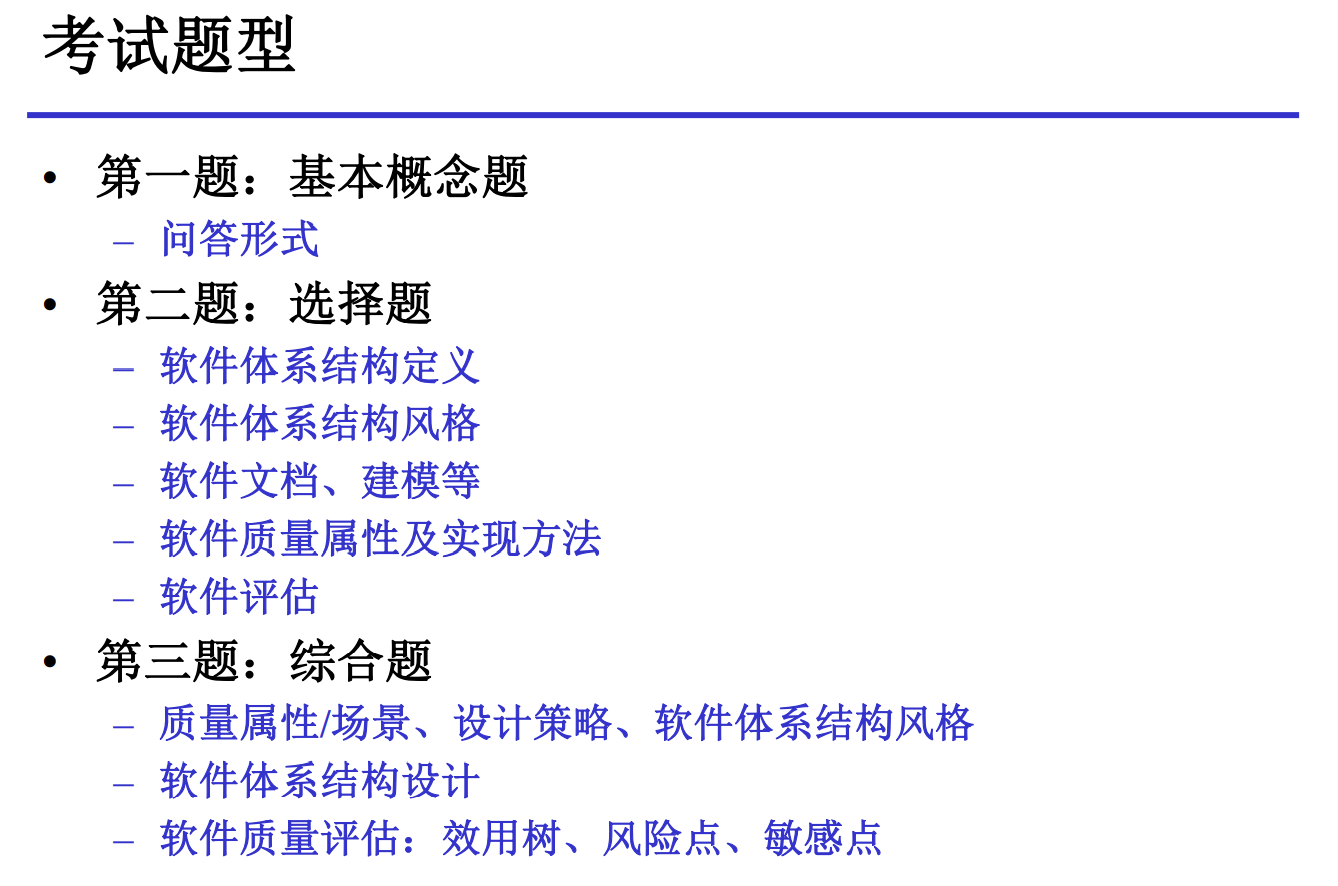 考试题型
• 第一题：基本概念题
– 问答形式
• 第二题：选择题
– 软件体系结构定义
– 软件体系结构风格
– 软件文档、建模等
– 软件质量属性及实现方法
– 软件评估
• 第三题：综合题
– 质量属性/场景、设计策略、软件体系结构风格
– 软件体系结构设计
– 软件质量评估：效用树、风险点、敏感点